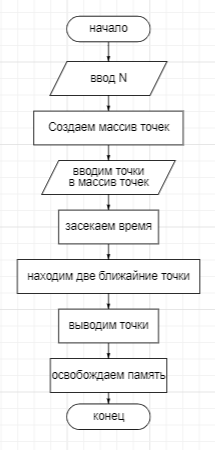 начало
ввод N
Создаем массив точек
вводим точки
в массив точек
засекаем время
находим две ближайние точки
выводим точки
освобождаем память
конец